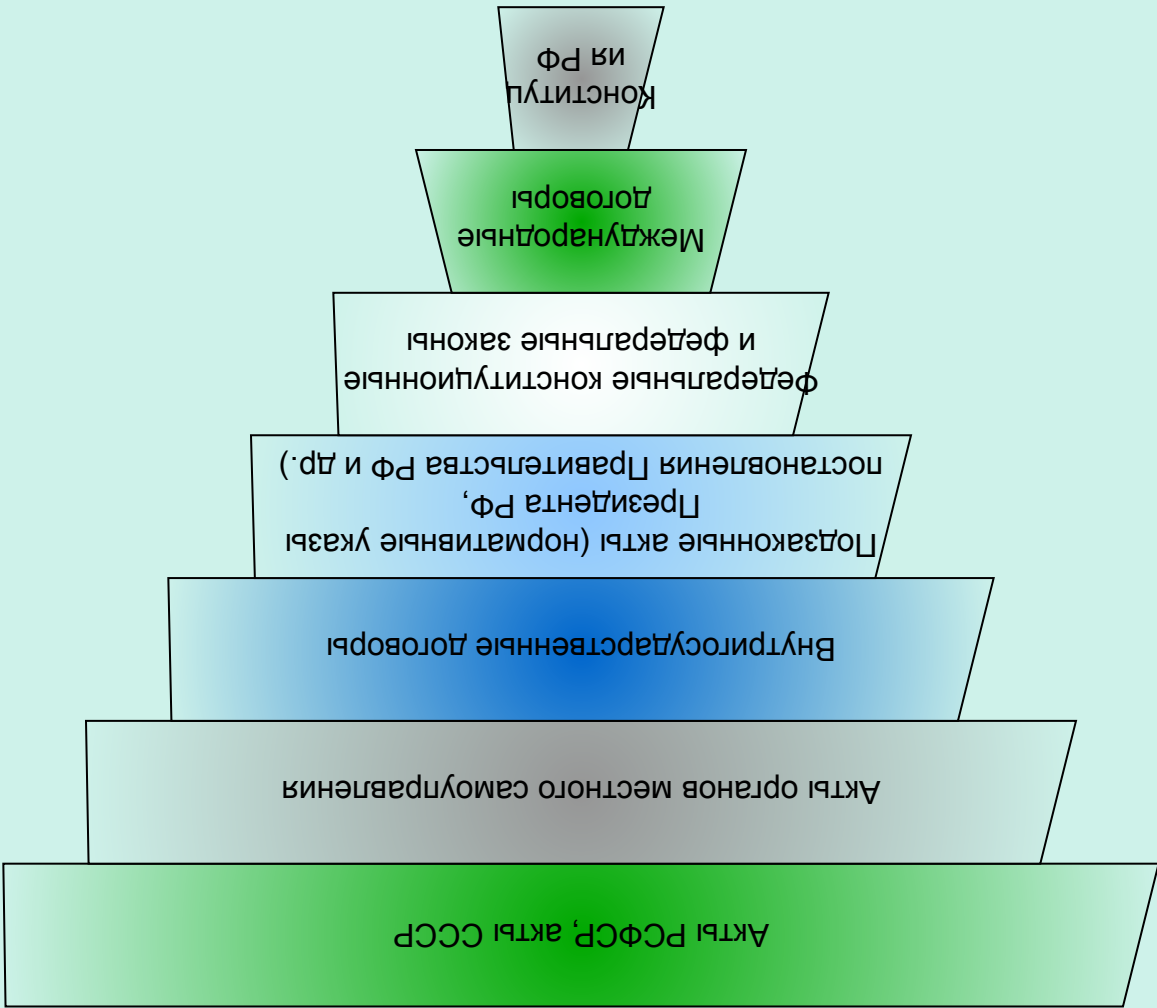 Акты РСФСР, акты СССР
Акты органов местного самоуправления
Внутригосударственные договоры
Подзаконные акты (нормативные указы
Президента РФ,
постановления Правительства РФ и др.)
Федеральные конституционные
и федеральные законы
Международные
договоры
Конституц
ия РФ